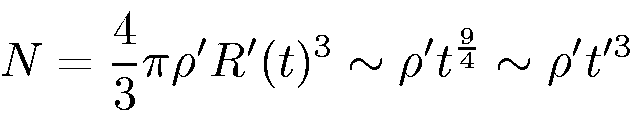 N = \frac{4}{3}\pi\rho' R'(t)^3 \sim \rho' t^{\frac{9}{4}} \sim \rho' t'^3